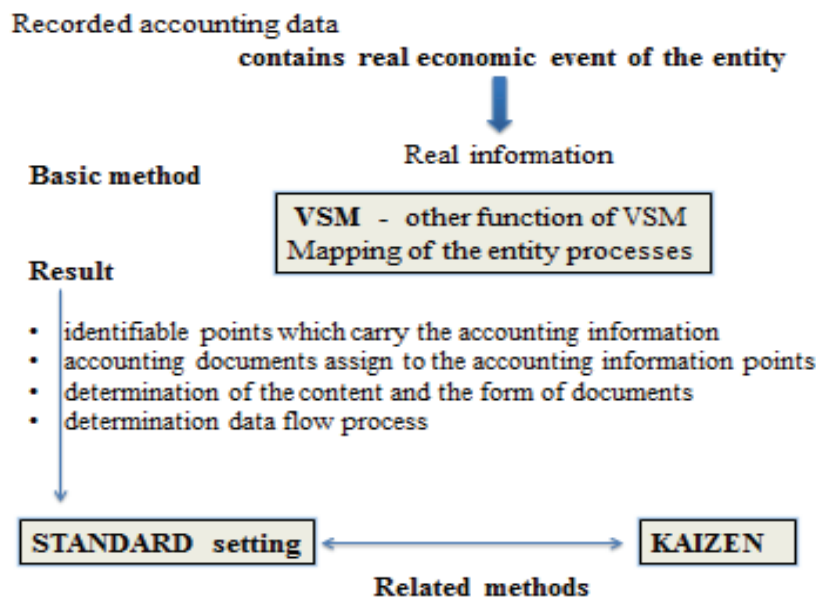 Recorded accounting data
contains real economic event of the entity
Real information
Basic method
VSM - other function of VSM
Mapping of the entity processes
Result
• identifiable points which carry the accounting information
• accounting documents assign to the accounting information points
• determination of the content and the form of documents
• determination data flow process
STANDARD setting
KAIZEN
Related methods